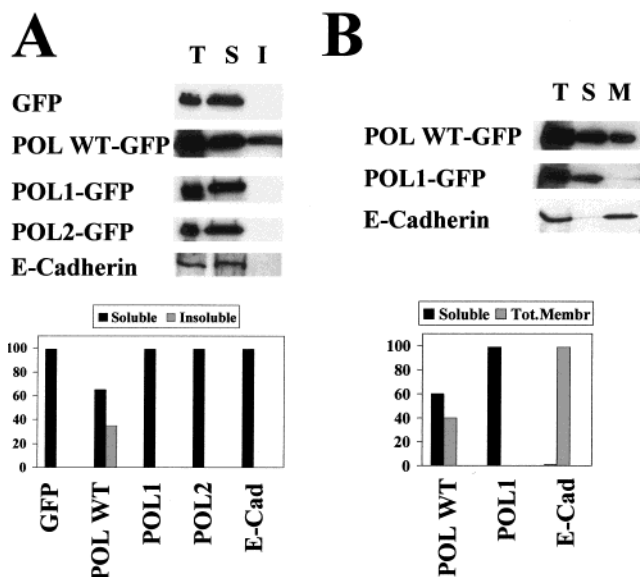 A
T S I
GFP
POL WT-GFP
POL1-GFP
POL2-GFP
E-Cadherin
Soluble Insoluble
100
80
60
40
20
0
GFP
POL WT
POL1
POL2
E-Cad
B
T S M
POL WT-GFP
POL1-GFP
E-Cadherin
Soluble Tot.Membr
100
80
60
40
20
0
POL WT
POL1
E-Cad